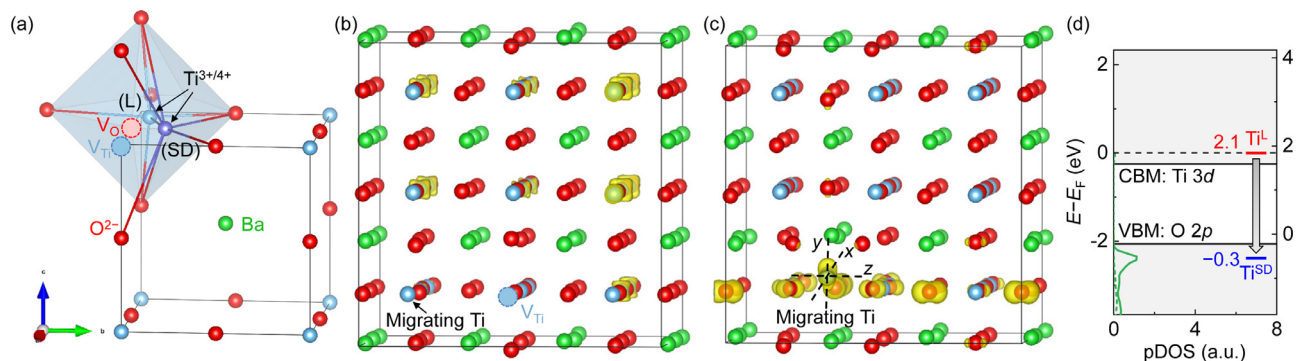 (a)
Ti3+/4+
(L)
VO
VTi
(SD)
O2−
Ba
c
b
(b)
Migrating Ti
VTi
(c)
y
x
z
Migrating Ti
(d)
E−EF (eV)
2
0
-2
4
2
0
2.1 TiL
CBM: Ti 3d
VBM: O 2p
−0.3
TiSD
0
4
8
pDOS (a.u.)